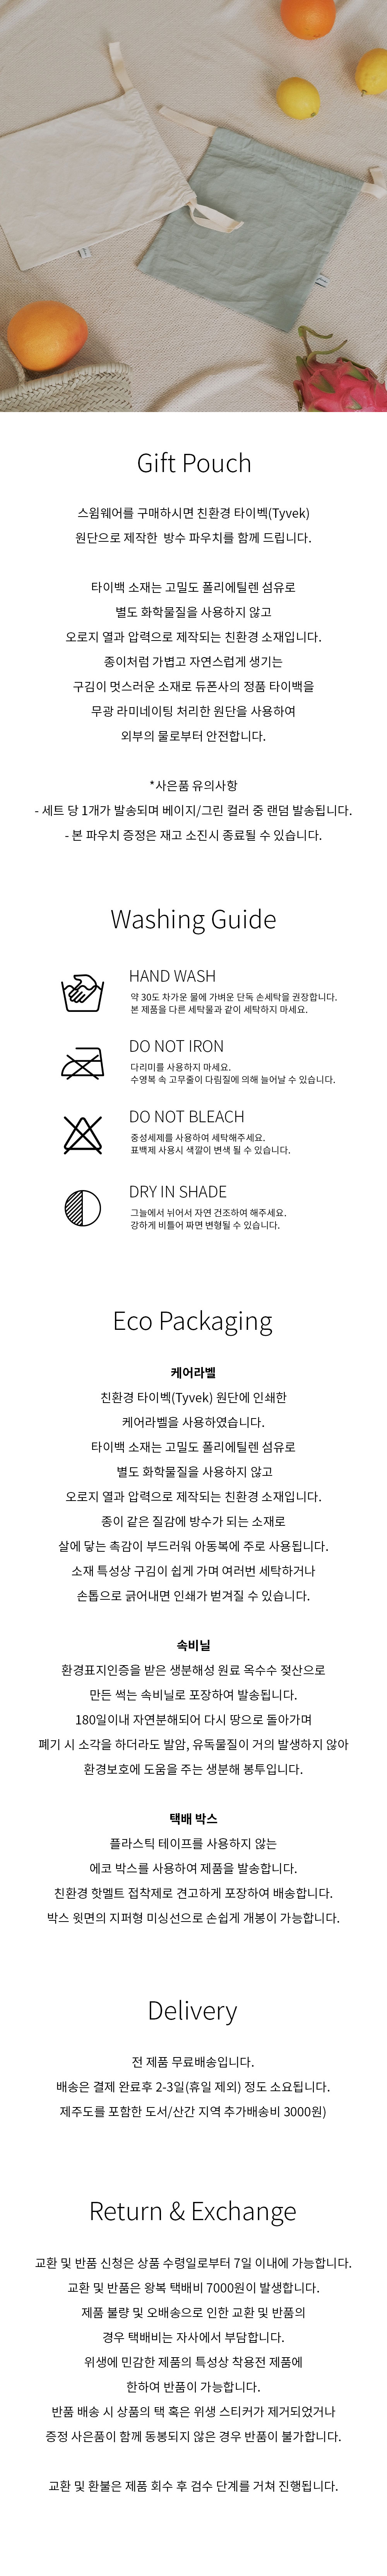 Gift Pouch
스윔웨어를 구매하시면 친환경 타이벡(Tyvek)
원단으로 제작한 방수 파우치를 함께 드립니다.
타이백 소재는 고밀도 폴리에틸렌 섬유로
별도 화학물질을 사용하지 않고
오로지 열과 압력으로 제작되는 친환경 소재입니다.
종이처럼 가볍고 자연스럽게 생기는
구김이 멋스러운 소재로 듀폰사의 정품 타이백을
무광 라미네이팅 처리한 원단을 사용하여
외부의 물로부터 안전합니다.
*사은품 유의사항
- 세트 당 1개가 발송되며 베이지/그린 컬러 중 랜덤 발송됩니다.
- 본 파우치 증정은 재고 소진시 종료될 수 있습니다.
Washing Guide
HAND WASH
약 30도 차가운 물에 가벼운 단독 손세탁을 권장합니다.
본 제품을 다른 세탁물과 같이 세탁하지 마세요.
DO NOT IRON
다리미를 사용하지 마세요.
수영복 속 고무줄이 다림질에 의해 늘어날 수 있습니다.
DO NOT BLEACH
중성세제를 사용하여 세탁해주세요.
표백제 사용시 색깔이 변색 될 수 있습니다.
DRY IN SHADE
그늘에서 뉘어서 자연 건조하여 해주세요.
강하게 비틀어 짜면 변형될 수 있습니다.
Eco Packaging
케어라벨
친환경 타이벡(Tyvek) 원단에 인쇄한
케어라벨을 사용하였습니다.
타이백 소재는 고밀도 폴리에틸렌 섬유로
별도 화학물질을 사용하지 않고
오로지 열과 압력으로 제작되는 친환경 소재입니다.
종이 같은 질감에 방수가 되는 소재로
살에 닿는 촉감이 부드러워 아동복에 주로 사용됩니다.
소재 특성상 구김이 쉽게 가며 여러번 세탁하거나
손톱으로 긁어내면 인쇄가 벗겨질 수 있습니다.
속비닐
환경표지인증을 받은 생분해성 원료 옥수수 젖산으로
만든 썩는 속비닐로 포장하여 발송됩니다.
180일이내 자연분해되어 다시 땅으로 돌아가며
폐기 시 소각을 하더라도 발암, 유독물질이 거의 발생하지 않아
환경보호에 도움을 주는 생분해 봉투입니다.
택배 박스
플라스틱 테이프를 사용하지 않는
에코 박스를 사용하여 제품을 발송합니다.
친환경 핫멜트 접착제로 견고하게 포장하여 배송합니다.
박스 윗면의 지퍼형 미싱선으로 손쉽게 개봉이 가능합니다.
Delivery
전 제품 무료배송입니다.
배송은 결제 완료후 2-3일(휴일 제외) 정도 소요됩니다.
제주도를 포함한 도서/산간 지역 추가배송비 3000원)
Return & Exchange
교환 및 반품 신청은 상품 수령일로부터 7일 이내에 가능합니다.
교환 및 반품은 왕복 택배비 7000원이 발생합니다.
제품 불량 및 오배송으로 인한 교환 및 반품의
경우 택배비는 자사에서 부담합니다.
위생에 민감한 제품의 특성상 착용전 제품에
한하여 반품이 가능합니다.
반품 배송 시 상품의 택 혹은 위생 스티커가 제거되었거나
증정 사은품이 함께 동봉되지 않은 경우 반품이 불가합니다.
교환 및 환불은 제품 회수 후 검수 단계를 거쳐 진행됩니다.